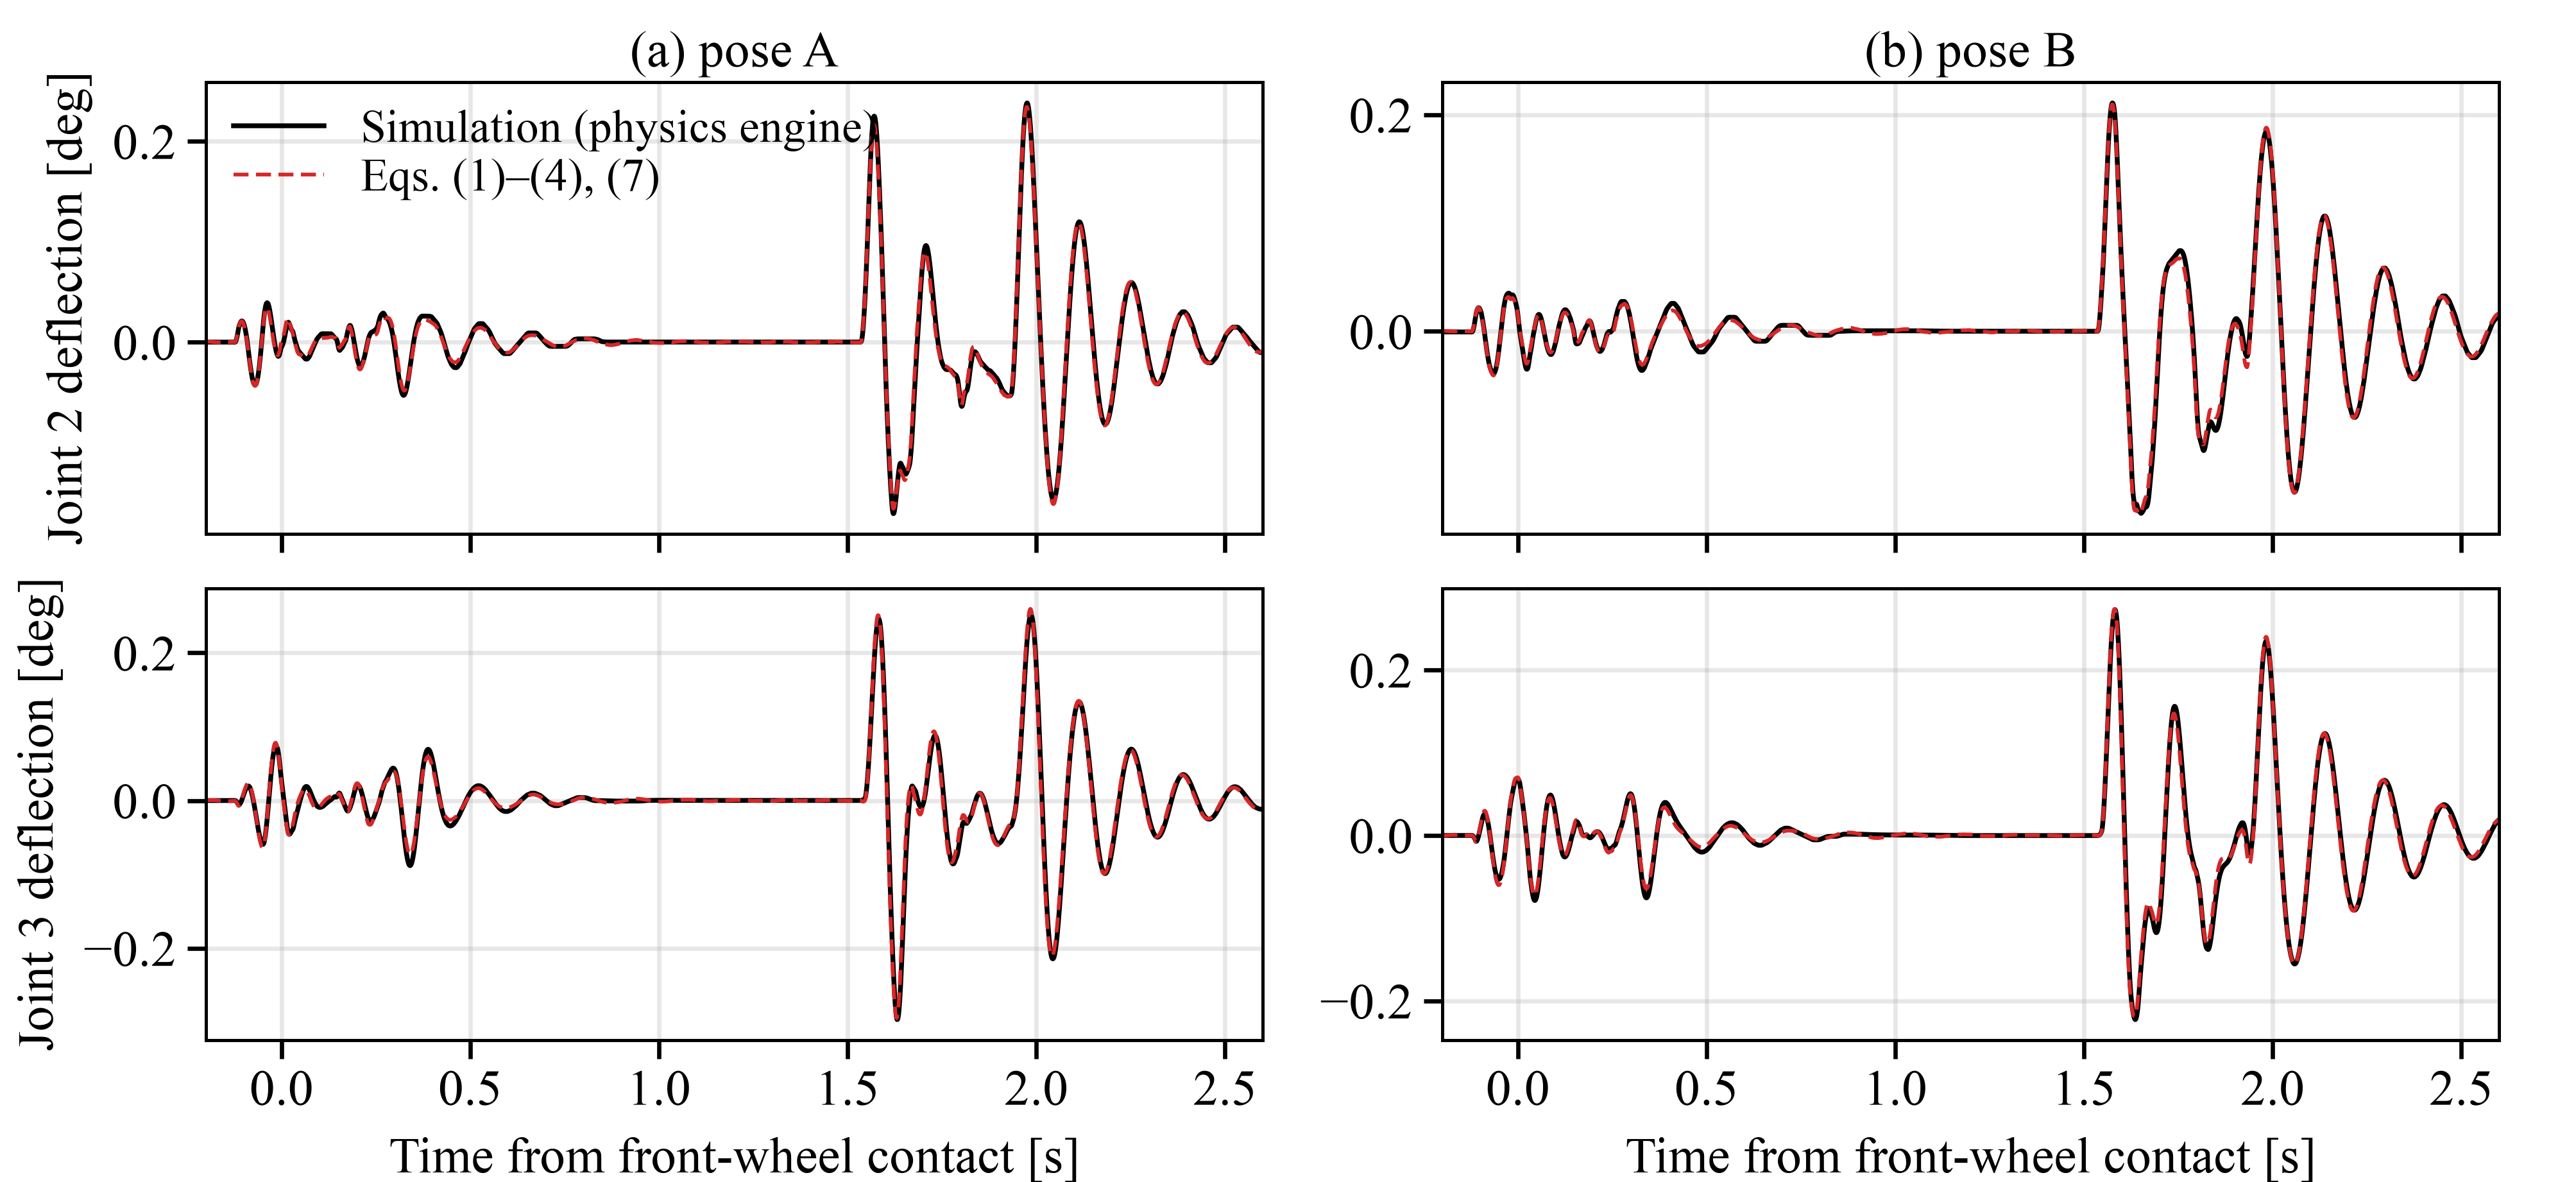 (a) pose A
(b) pose B
Joint 2 deflection [deg]
0.2
0.0
Simulation (physics engine)
Eqs. (1)–(4), (7)
0.2
0.0
Joint 3 deflection [deg]
0.2
0.0
−0.2
0.2
0.0
−0.2
0.0 0.5 1.0 1.5 2.0 2.5
0.0 0.5 1.0 1.5 2.0 2.5
Time from front-wheel contact [s]
Time from front-wheel contact [s]